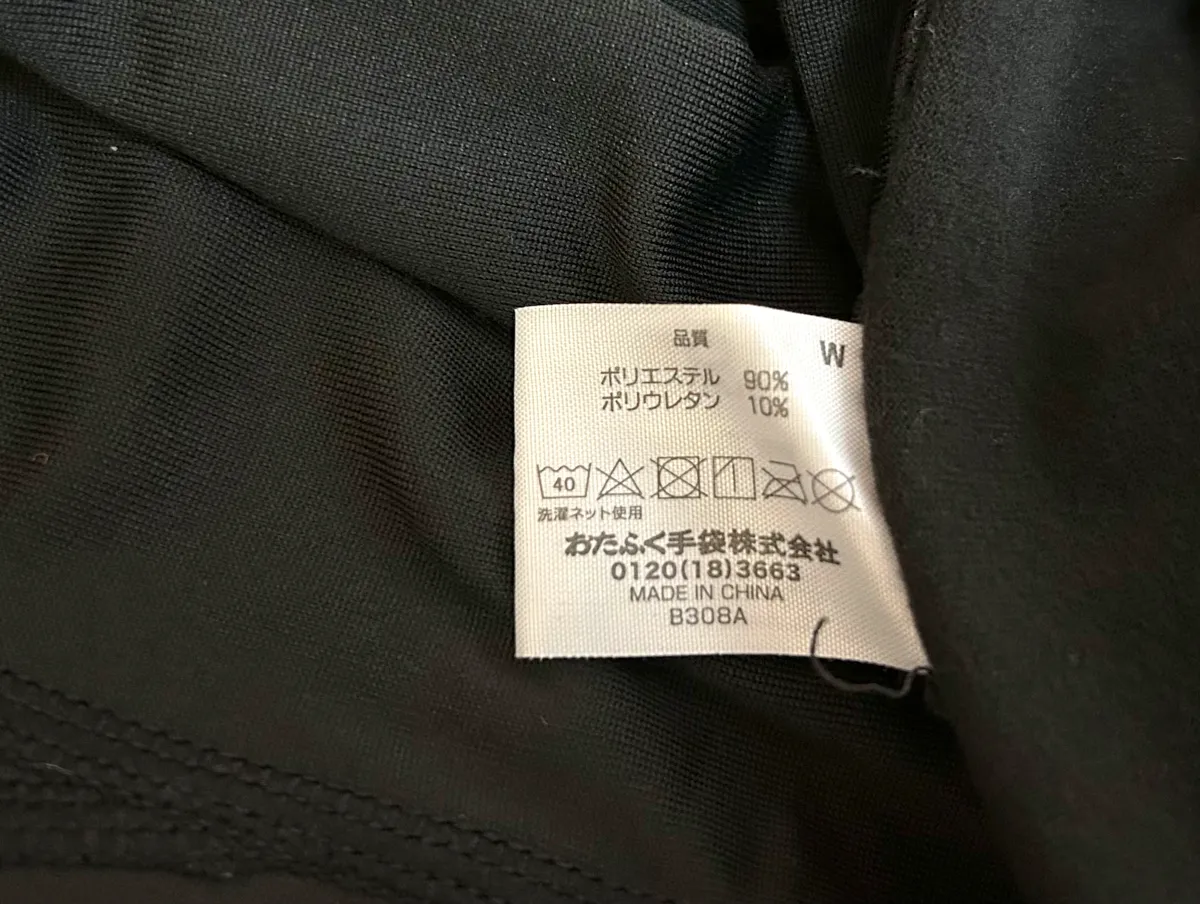 品質
W
ポリエステル 90%
ポリウレタン 10%
40
洗濯ネット使用
おたふく手袋株式会社
0120(18)3663
MADE IN CHINA
B308A